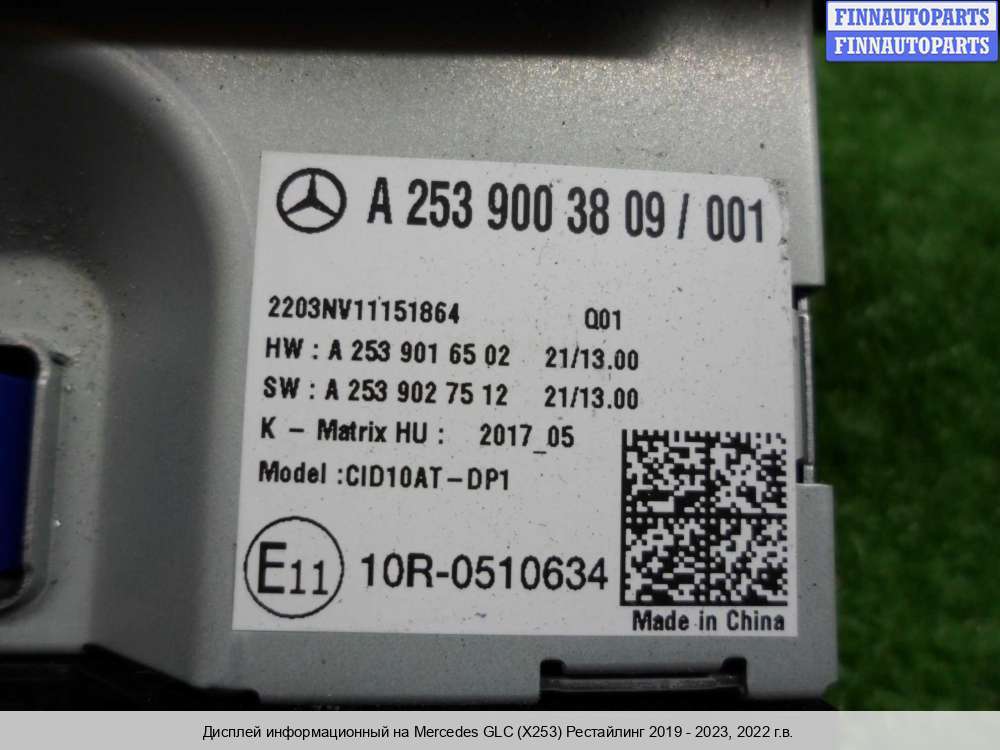 FINNAUTOPARTS
FINNAUTOPARTS
A 253 900 38 09 / 001
2203NV11151864 Q01
HW : A 253 901 65 02 21/13.00
SW : A 253 902 75 12 21/13.00
K - Matrix HU : 2017_05
Model :CID10AT-DP1
E11 10R-0510634
Made in China
Дисплей информационный на Mercedes GLC (X253) Рестайлинг 2019 - 2023, 2022 г.в.